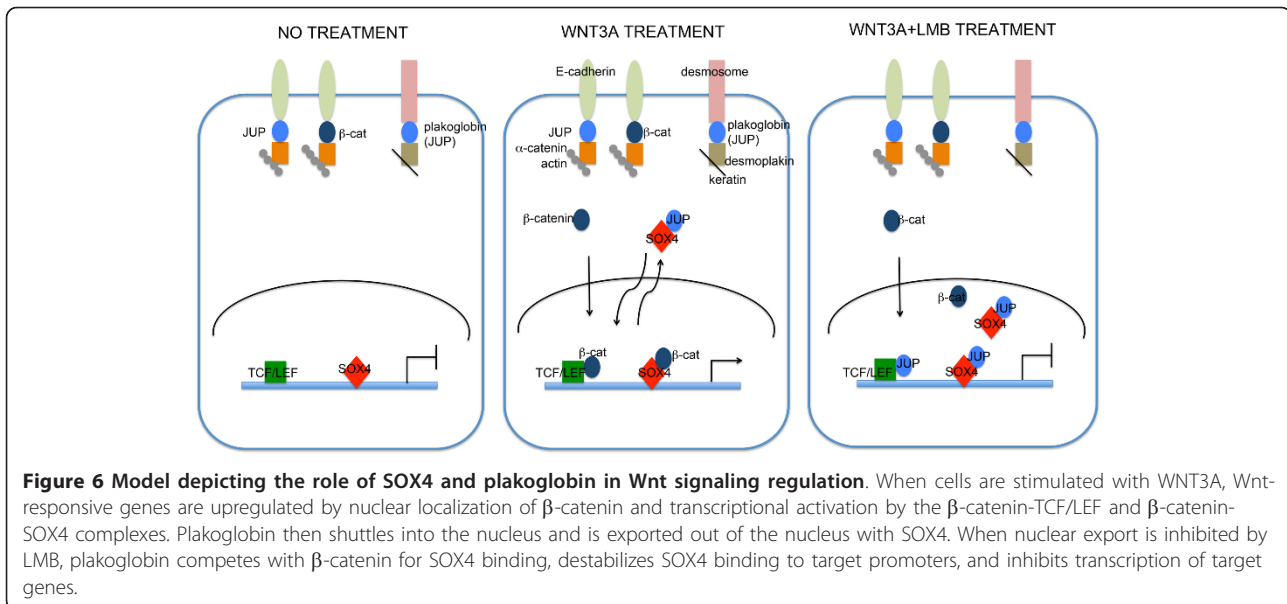 NO TREATMENT
WNT3A TREATMENT
WNT3A+LMB TREATMENT
JUP
β-cat
plakoglobin
(JUP)
E-cadherin
desmosome
JUP
β-cat
plakoglobin
(JUP)
α-catenin
actin
desmoplakin
keratin
β-catenin
JUP
SOX4
β-cat
β-cat
JUP
SOX4
TCF/LEF
SOX4
β-cat
TCF/LEF
β-cat
SOX4
TCF/LEF
JUP
JUP
SOX4
Figure 6 Model depicting the role of SOX4 and plakoglobin in Wnt signaling regulation. When cells are stimulated with WNT3A, Wnt-
responsive genes are upregulated by nuclear localization of β-catenin and transcriptional activation by the β-catenin-TCF/LEF and β-catenin-
SOX4 complexes. Plakoglobin then shuttles into the nucleus and is exported out of the nucleus with SOX4. When nuclear export is inhibited by
LMB, plakoglobin competes with β-catenin for SOX4 binding, destabilizes SOX4 binding to target promoters, and inhibits transcription of target
genes.